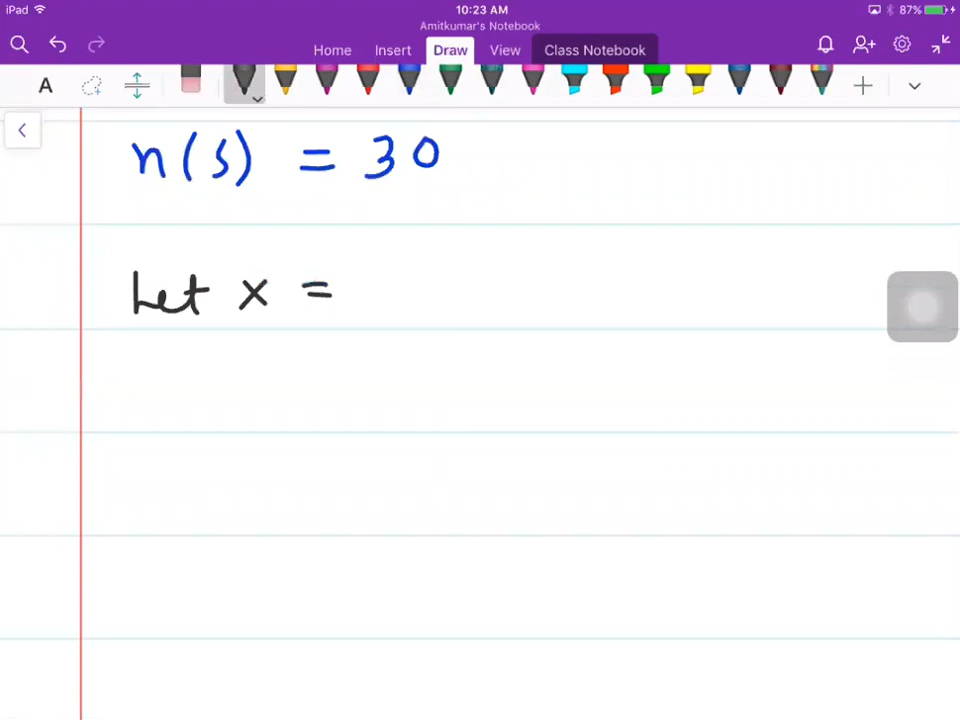 iPad 10:23 AM 87%
Amitkumar's Notebook
Home Insert Draw View Class Notebook
A
n(s) = 30
Let x =